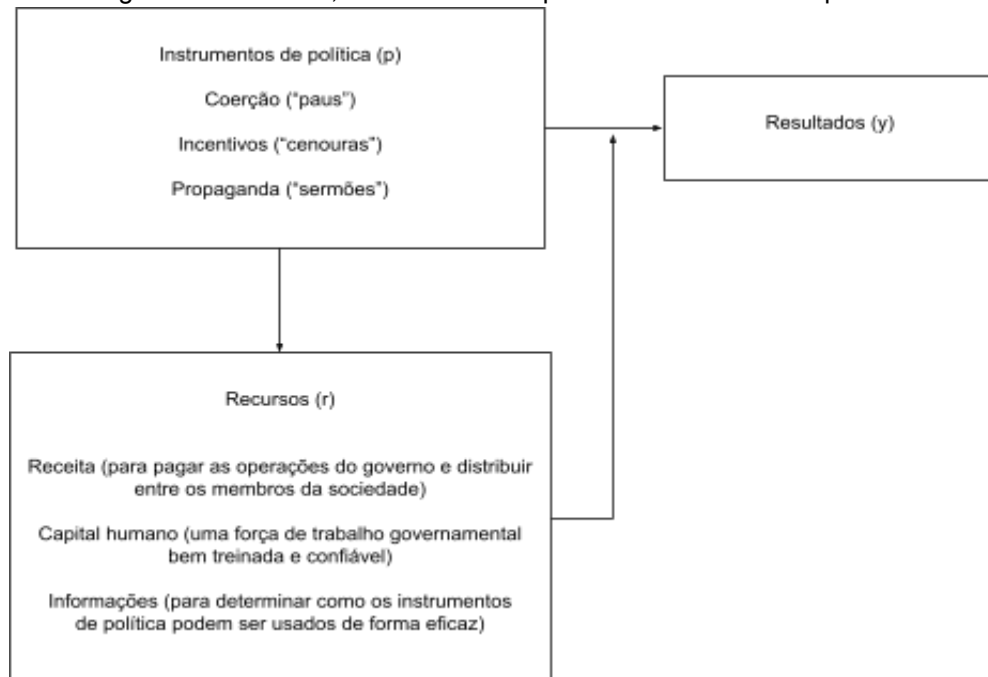 Instrumentos de política (p)
Coerção (“paus”)
Incentivos (“cenouras”)
Propaganda (“sermões”)
Resultados (y)
Recursos (r)
Receita (para pagar as operações do governo e distribuir
entre os membros da sociedade)
Capital humano (uma força de trabalho governamental
bem treinada e confiável)
Informações (para determinar como os instrumentos
de política podem ser usados de forma eficaz)